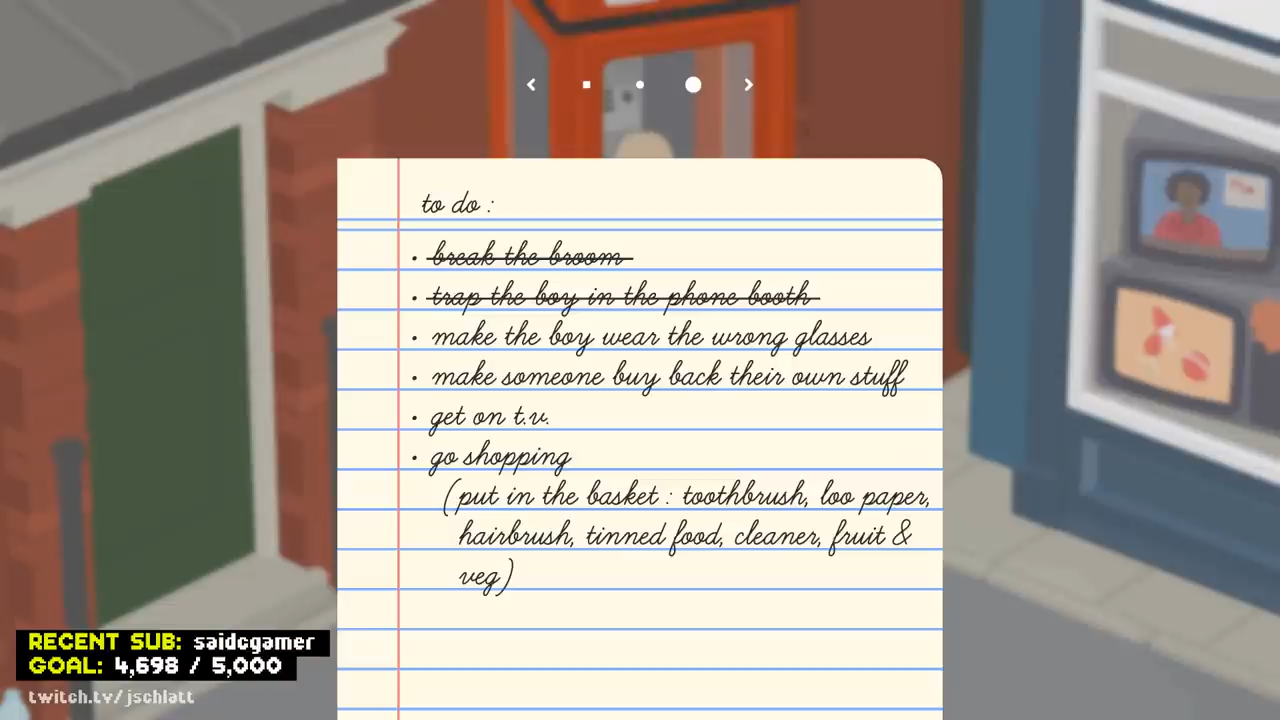 to do :
• break the broom
• trap the boy in the phone booth
• make the boy wear the wrong glasses
• make someone buy back their own stuff
• get on t.v.
• go shopping
(put in the basket : toothbrush, loo paper,
hairbrush, tinned food, cleaner, fruit &
veg)
RECENT SUB: saidcgamer
GOAL: 4,698 / 5,000
twitch.tv/jschlatt